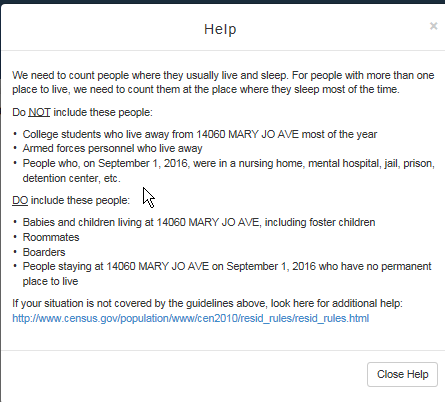 Help
×
We need to count people where they usually live and sleep. For people with more than one
place to live, we need to count them at the place where they sleep most of the time.
Do NOT include these people:
• College students who live away from 14060 MARY JO AVE most of the year
• Armed forces personnel who live away
• People who, on September 1, 2016, were in a nursing home, mental hospital, jail, prison,
detention center, etc.
DO include these people:
• Babies and children living at 14060 MARY JO AVE, including foster children
• Roommates
• Boarders
• People staying at 14060 MARY JO AVE on September 1, 2016 who have no permanent
place to live
If your situation is not covered by the guidelines above, look here for additional help:
http://www.census.gov/population/www/cen2010/resid_rules/resid_rules.html
Close Help